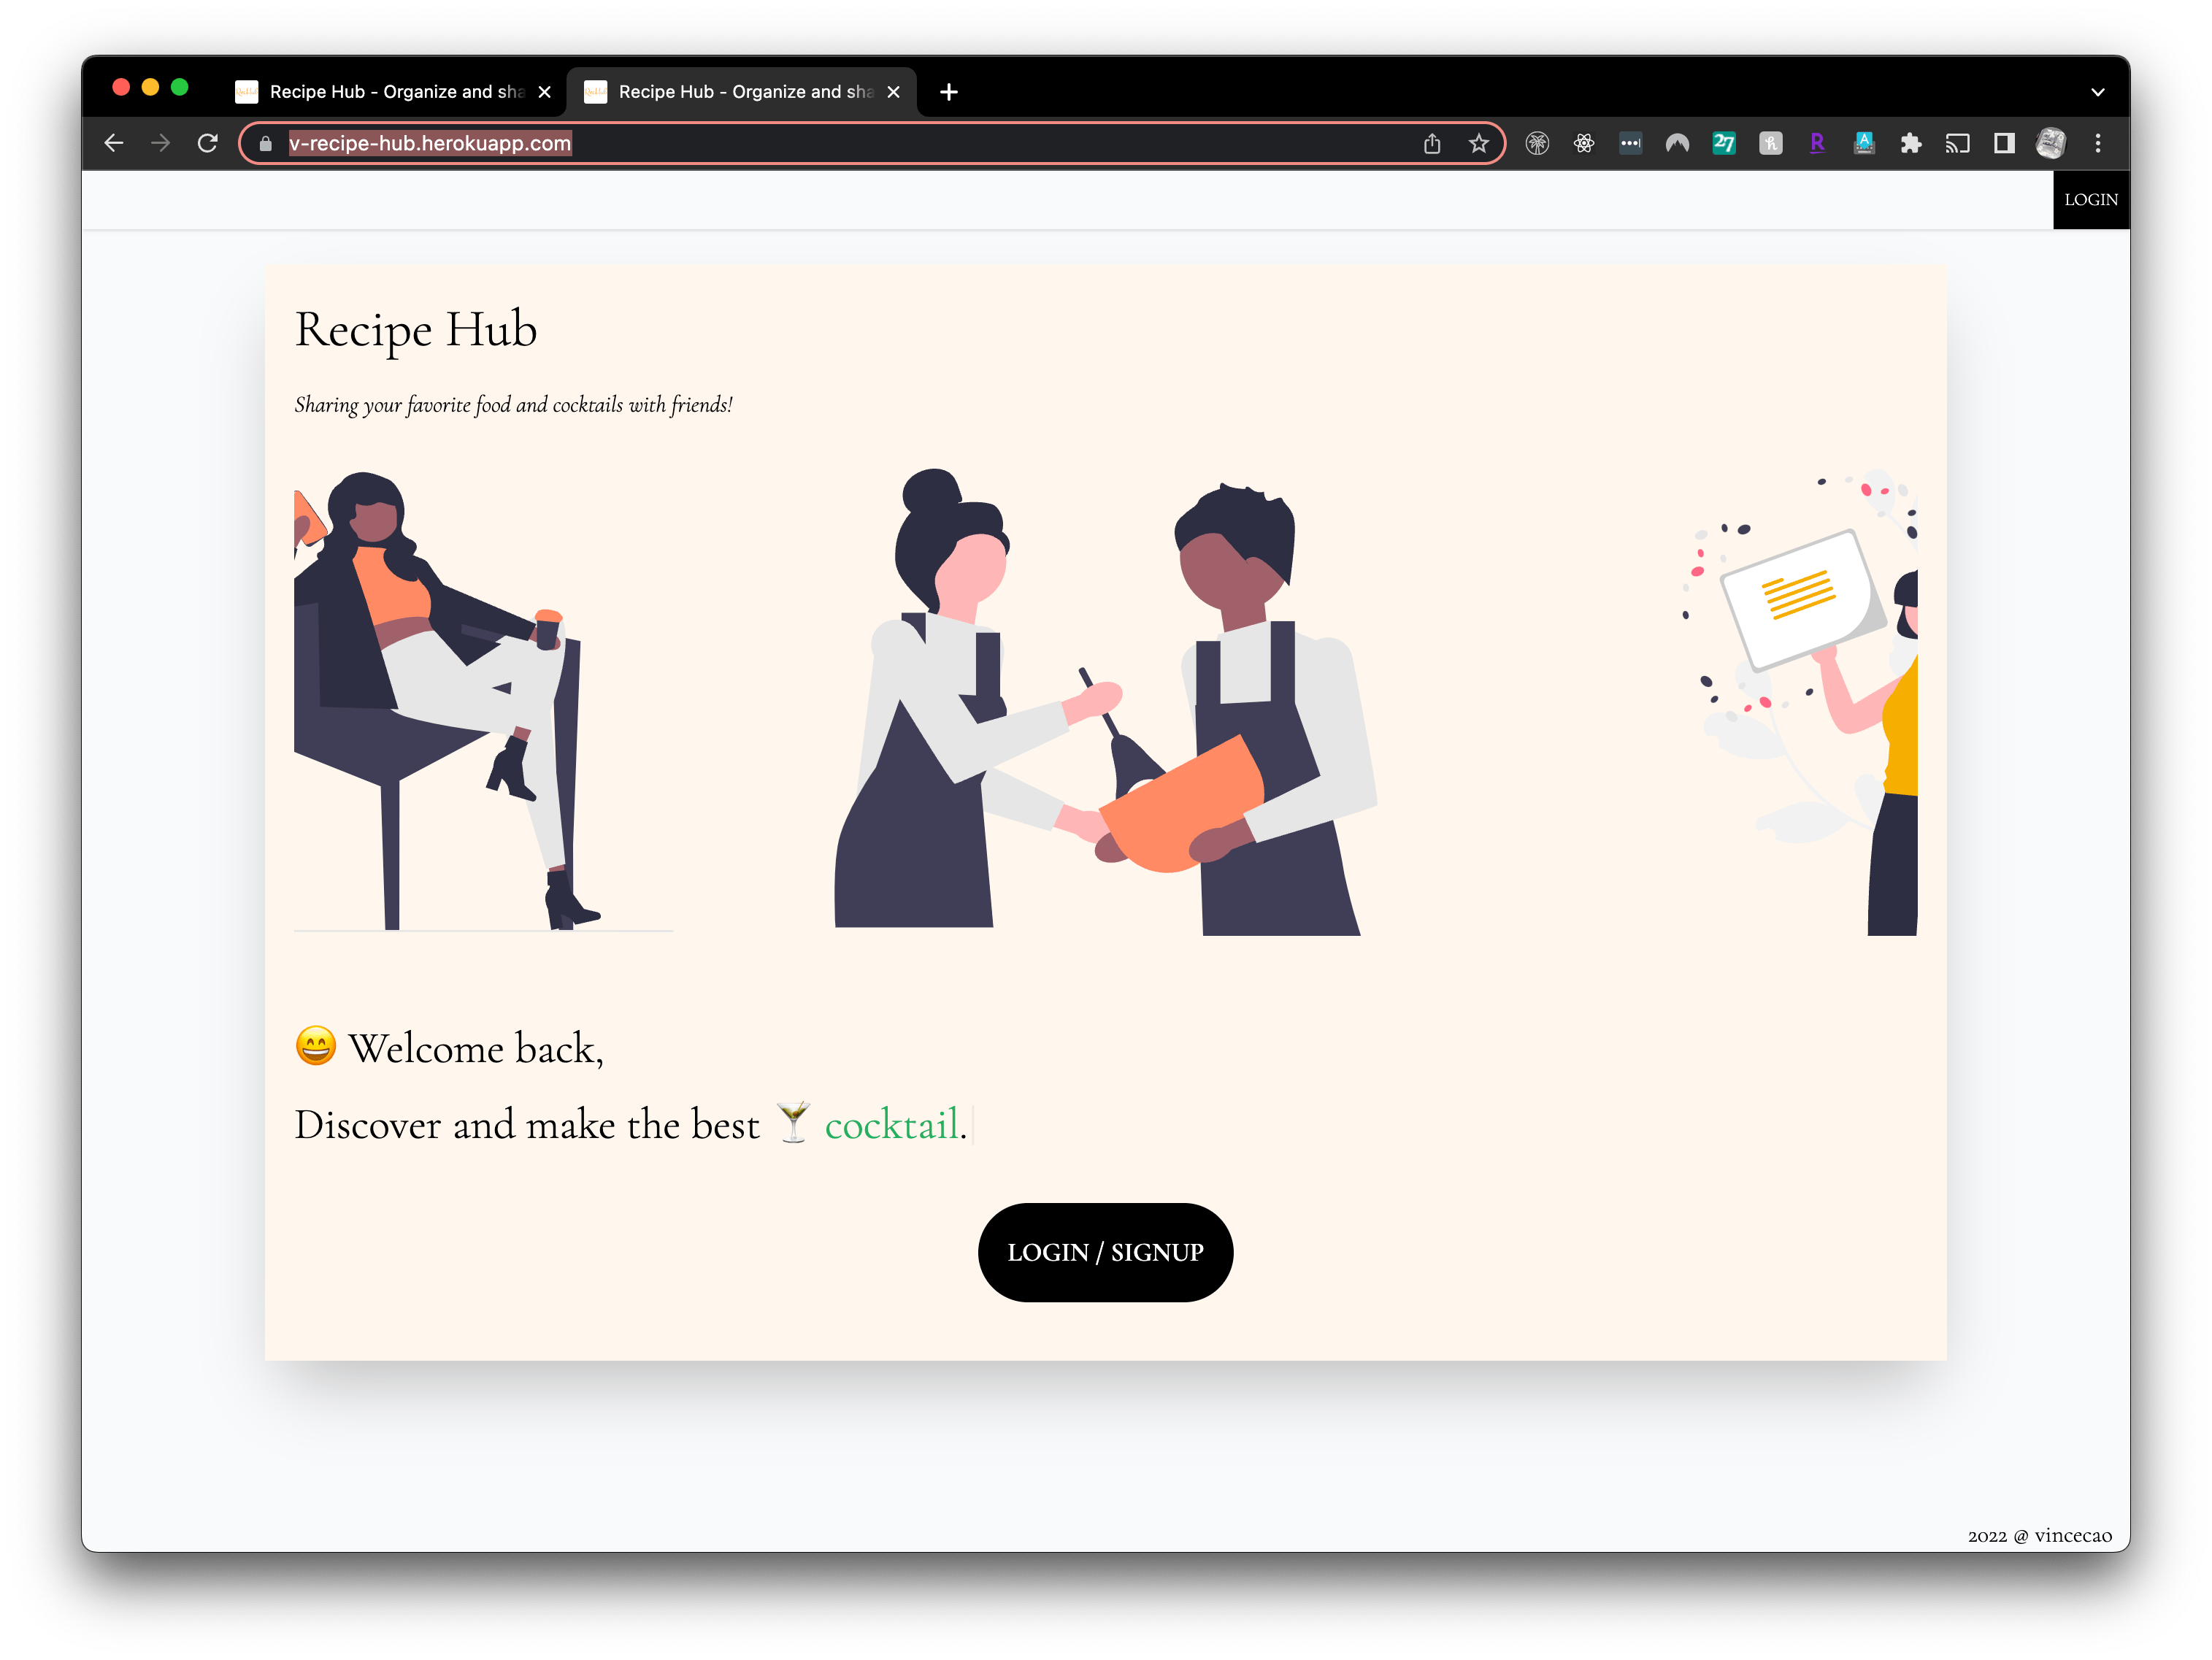 Recipe Hub - Organize and sha
Recipe Hub - Organize and sha
v-recipe-hub.herokuapp.com
27
h
R
A
LOGIN
Recipe Hub
Sharing your favorite food and cocktails with friends!
😄 Welcome back,
Discover and make the best 🍸 cocktail.
LOGIN / SIGNUP
2022 @ vincecao